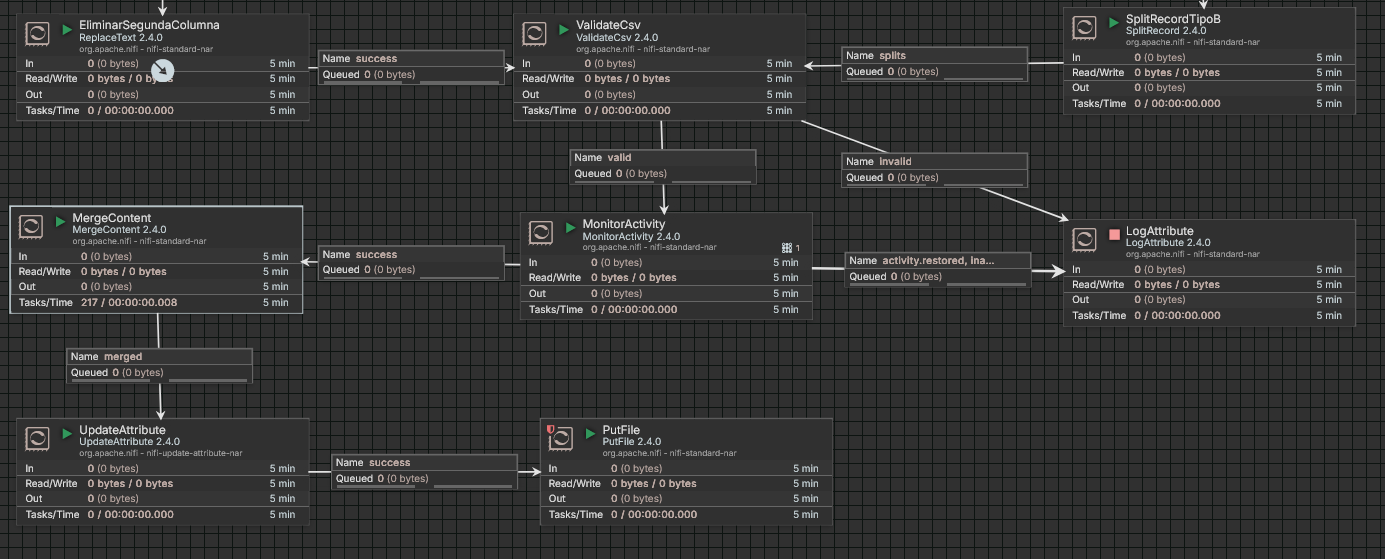 EliminarSegundaColumna
ReplaceText 2.4.0
org.apache.nifi - nifi-standard-nar
In 0 (0 bytes) 5 min
Read/Write 0 bytes / 0 5 min
Out 0 (0 bytes) 5 min
Tasks/Time 0 / 00:00:00.000 5 min
Name success
Queued 0 (0 bytes)
ValidateCsv
ValidateCsv 2.4.0
org.apache.nifi - nifi-standard-nar
In 0 (0 bytes) 5 min
Read/Write 0 bytes / 0 bytes 5 min
Out 0 (0 bytes) 5 min
Tasks/Time 0 / 00:00:00.000 5 min
Name splits
Queued 0 (0 bytes)
SplitRecordTipoB
SplitRecord 2.4.0
org.apache.nifi - nifi-standard-nar
In 0 (0 bytes) 5 min
Read/Write 0 bytes / 0 bytes 5 min
Out 0 (0 bytes) 5 min
Tasks/Time 0 / 00:00:00.000 5 min
Name valid
Queued 0 (0 bytes)
Name invalid
Queued 0 (0 bytes)
MergeContent
MergeContent 2.4.0
org.apache.nifi - nifi-standard-nar
In 0 (0 bytes) 5 min
Read/Write 0 bytes / 0 bytes 5 min
Out 0 (0 bytes) 5 min
Tasks/Time 217 / 00:00:00.008 5 min
Name success
Queued 0 (0 bytes)
MonitorActivity
MonitorActivity 2.4.0
org.apache.nifi - nifi-standard-nar
1
In 0 (0 bytes) 5 min
Read/Write 0 bytes / 0 bytes 5 min
Out 0 (0 bytes) 5 min
Tasks/Time 0 / 00:00:00.000 5 min
Name activity.restored, ina...
Queued 0 (0 bytes)
LogAttribute
LogAttribute 2.4.0
org.apache.nifi - nifi-standard-nar
In 0 (0 bytes) 5 min
Read/Write 0 bytes / 0 bytes 5 min
Out 0 (0 bytes) 5 min
Tasks/Time 0 / 00:00:00.000 5 min
Name merged
Queued 0 (0 bytes)
UpdateAttribute
UpdateAttribute 2.4.0
org.apache.nifi - nifi-update-attribute-nar
In 0 (0 bytes) 5 min
Read/Write 0 bytes / 0 bytes 5 min
Out 0 (0 bytes) 5 min
Tasks/Time 0 / 00:00:00.000 5 min
Name success
Queued 0 (0 bytes)
PutFile
PutFile 2.4.0
org.apache.nifi - nifi-standard-nar
In 0 (0 bytes) 5 min
Read/Write 0 bytes / 0 bytes 5 min
Out 0 (0 bytes) 5 min
Tasks/Time 0 / 00:00:00.000 5 min